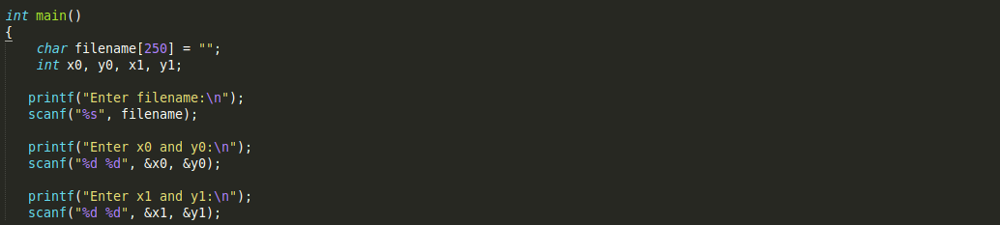 int main()
{
    char filename[250] = "";
    int x0, y0, x1, y1;
   printf("Enter filename:\n");
   scanf("%s", filename);
   printf("Enter x0 and y0:\n");
   scanf("%d %d", &x0, &y0);
   printf("Enter x1 and y1:\n");
   scanf("%d %d", &x1, &y1);